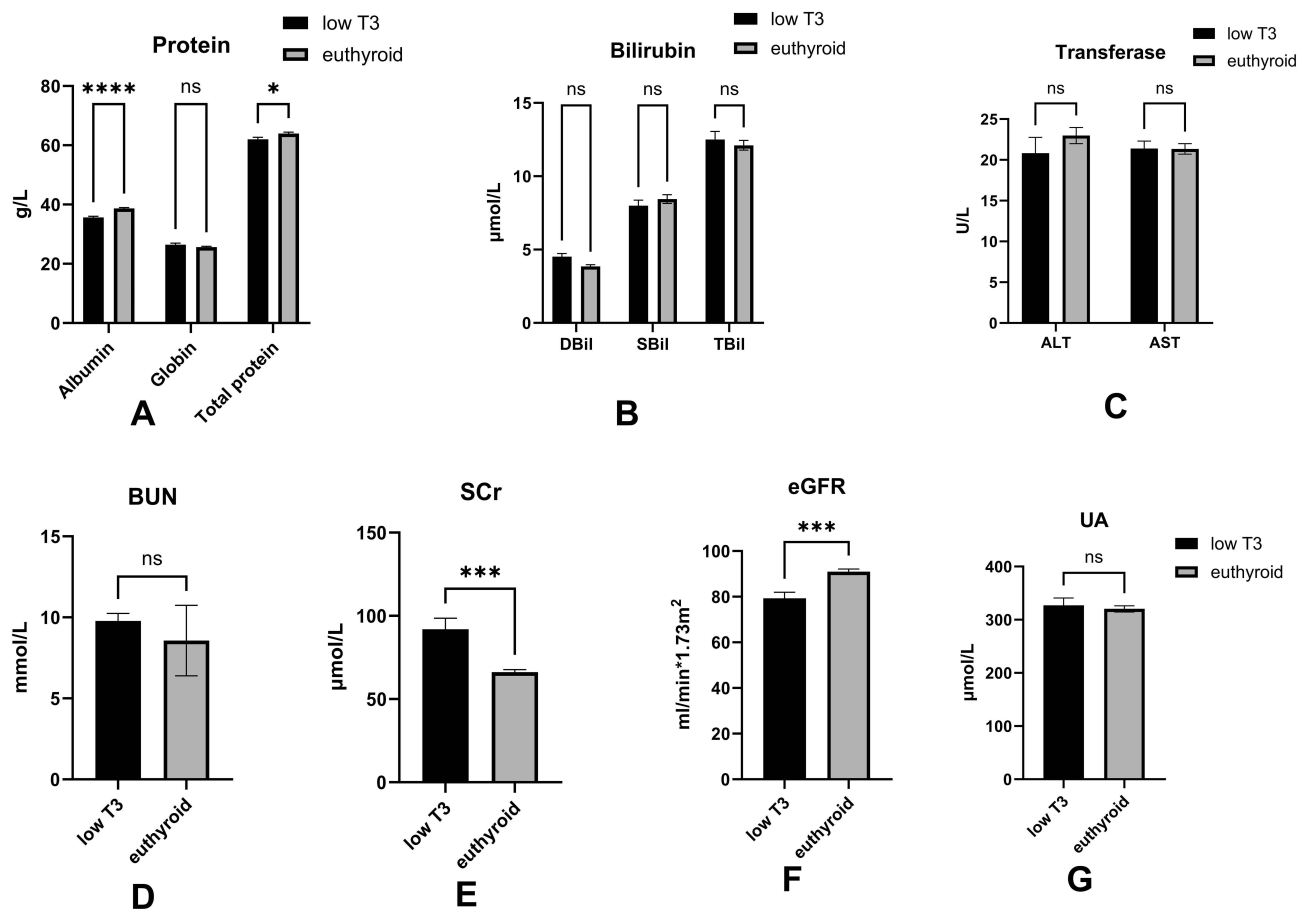 Protein
low T3
euthyroid
g/L
80
60
40
20
0
****
ns
*
Albumin
Globin
Total protein
A
Bilirubin
low T3
euthyroid
µmol/L
15
10
5
0
ns
ns
ns
DBil
SBil
TBil
B
Transferase
low T3
euthyroid
U/L
25
20
15
10
5
0
ns
ns
ALT
AST
C
BUN
mmol/L
15
10
5
0
ns
low T3
euthyroid
D
SCr
µmol/L
150
100
50
0
***
low T3
euthyroid
E
eGFR
ml/min*1.73m²
100
80
60
40
20
0
***
low T3
euthyroid
F
UA
low T3
euthyroid
µmol/L
400
300
200
100
0
ns
low T3
euthyroid
G